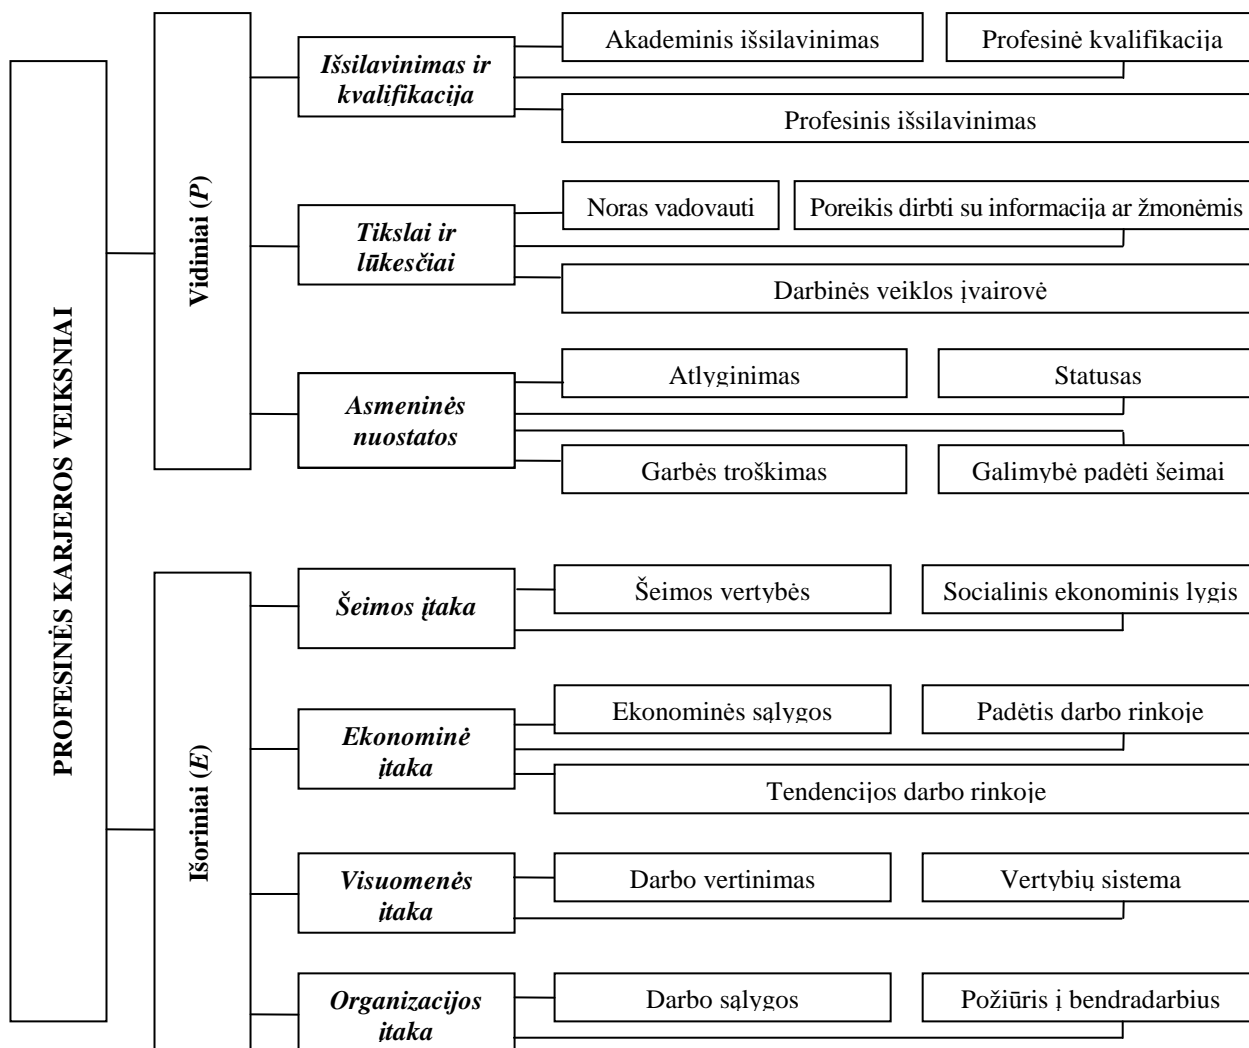 PROFESINĖS KARJEROS VEIKSNIAI
Vidiniai (P)
Išsilavinimas ir
kvalifikacija
Akademinis išsilavinimas
Profesinė kvalifikacija
Profesinis išsilavinimas
Tikslai ir
lūkesčiai
Noras vadovauti
Poreikis dirbti su informacija ar žmonėmis
Darbinės veiklos įvairovė
Asmeninės
nuostatos
Atlyginimas
Statusas
Garbės troškimas
Galimybė padėti šeimai
Išoriniai (E)
Šeimos įtaka
Šeimos vertybės
Socialinis ekonominis lygis
Ekonominė
įtaka
Ekonominės sąlygos
Padėtis darbo rinkoje
Tendencijos darbo rinkoje
Visuomenės
įtaka
Darbo vertinimas
Vertybių sistema
Organizacijos
įtaka
Darbo sąlygos
Požiūris į bendradarbius